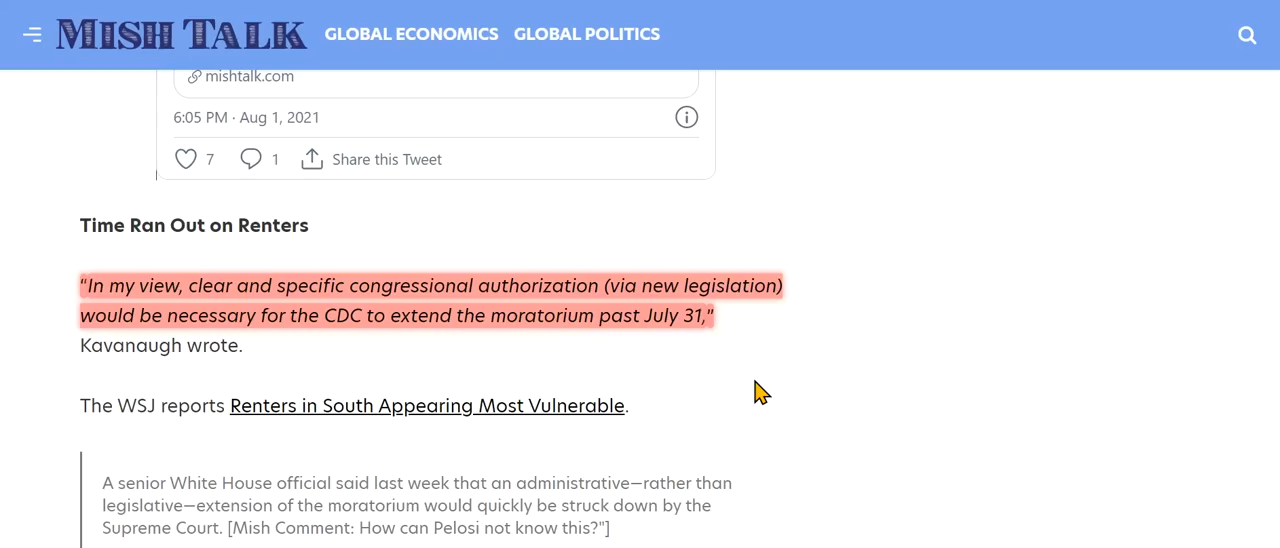 MISH TALK GLOBAL ECONOMICS GLOBAL POLITICS
mishtalk.com
6:05 PM · Aug 1, 2021
7 1 Share this Tweet
Time Ran Out on Renters
“In my view, clear and specific congressional authorization (via new legislation)
would be necessary for the CDC to extend the moratorium past July 31,”
Kavanaugh wrote.
The WSJ reports Renters in South Appearing Most Vulnerable.
A senior White House official said last week that an administrative—rather than
legislative—extension of the moratorium would quickly be struck down by the
Supreme Court. [Mish Comment: How can Pelosi not know this?"]